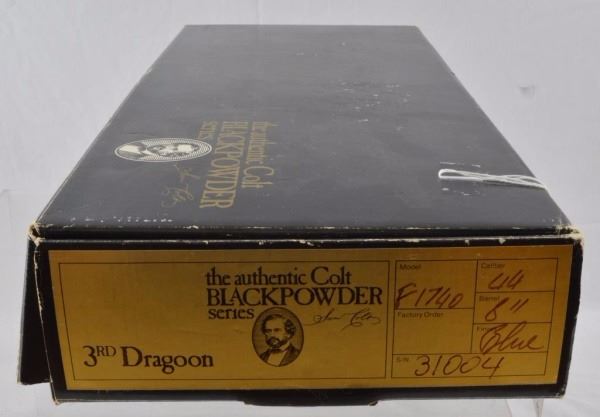 the authentic Colt
BLACKPOWDER
series
the authentic Colt
BLACKPOWDER
series
3RD Dragoon
Model
F1740
Factory Order
S/N
31004
Caliber
44
Barrel
8"
Blue